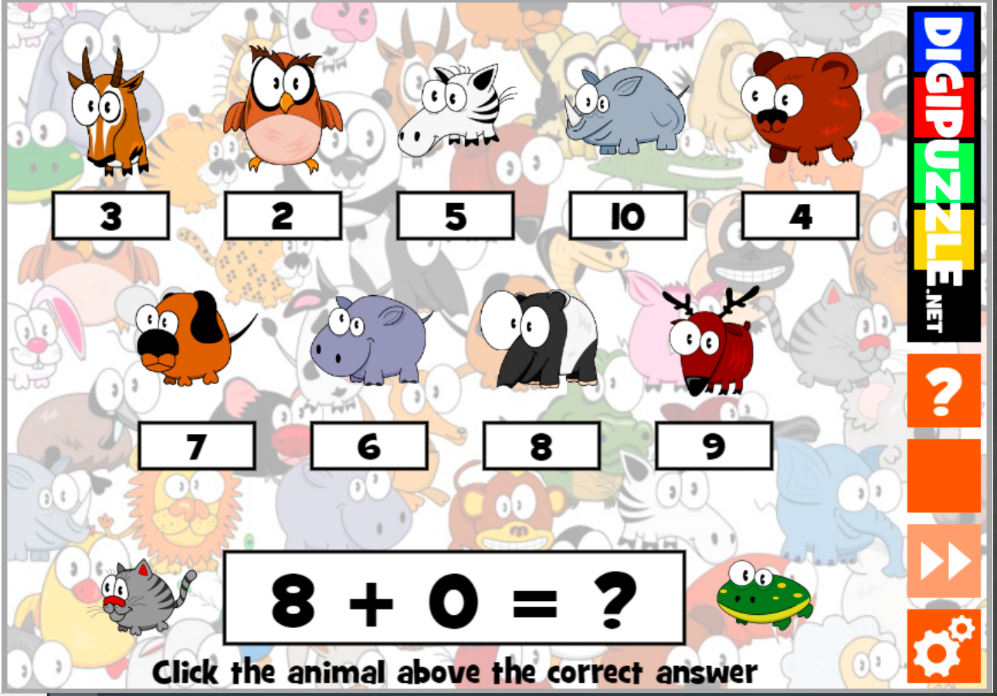 3 2 5 10 4
7 6 8 9
8 + 0 = ?
Click the animal above the correct answer
DIGIPUZZLE.NET
?